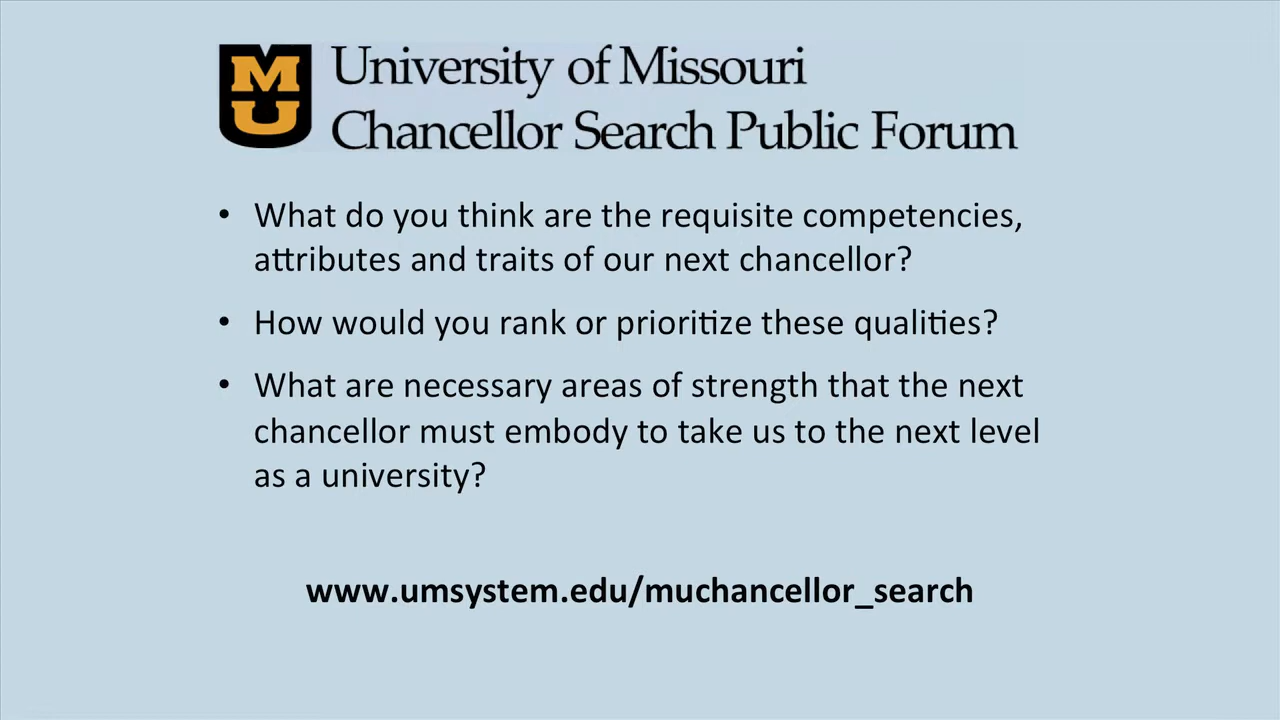 MU
University of Missouri
Chancellor Search Public Forum
• What do you think are the requisite competencies,
attributes and traits of our next chancellor?
• How would you rank or prioritize these qualities?
• What are necessary areas of strength that the next
chancellor must embody to take us to the next level
as a university?
www.umsystem.edu/muchancellor_search